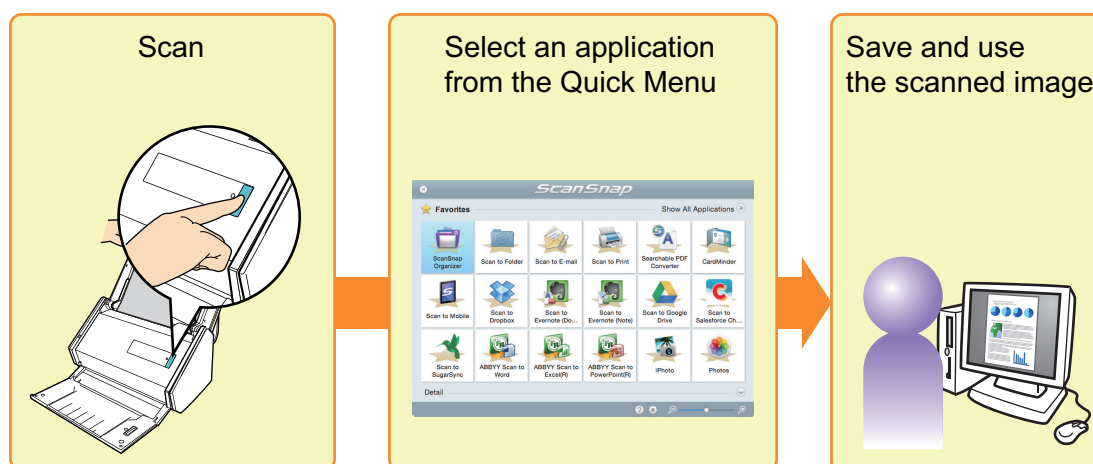 Scan
Select an application
from the Quick Menu
Save and use
the scanned image
ScanSnap
Favorites
Show All Applications
ScanSnap
Organizer
Scan to Folder
Scan to E-mail
Scan to Print
Searchable PDF
Converter
CardMinder
Scan to Mobile
Scan to
Dropbox
Scan to
Evernote (Do...
Scan to
Evernote (Note)
Scan to Google
Drive
Scan to
Salesforce Ch...
Scan to
SugarSync
ABBYY Scan to
Word
ABBYY Scan to
Excel(R)
ABBYY Scan to
PowerPoint(R)
iPhoto
Photos
Detail